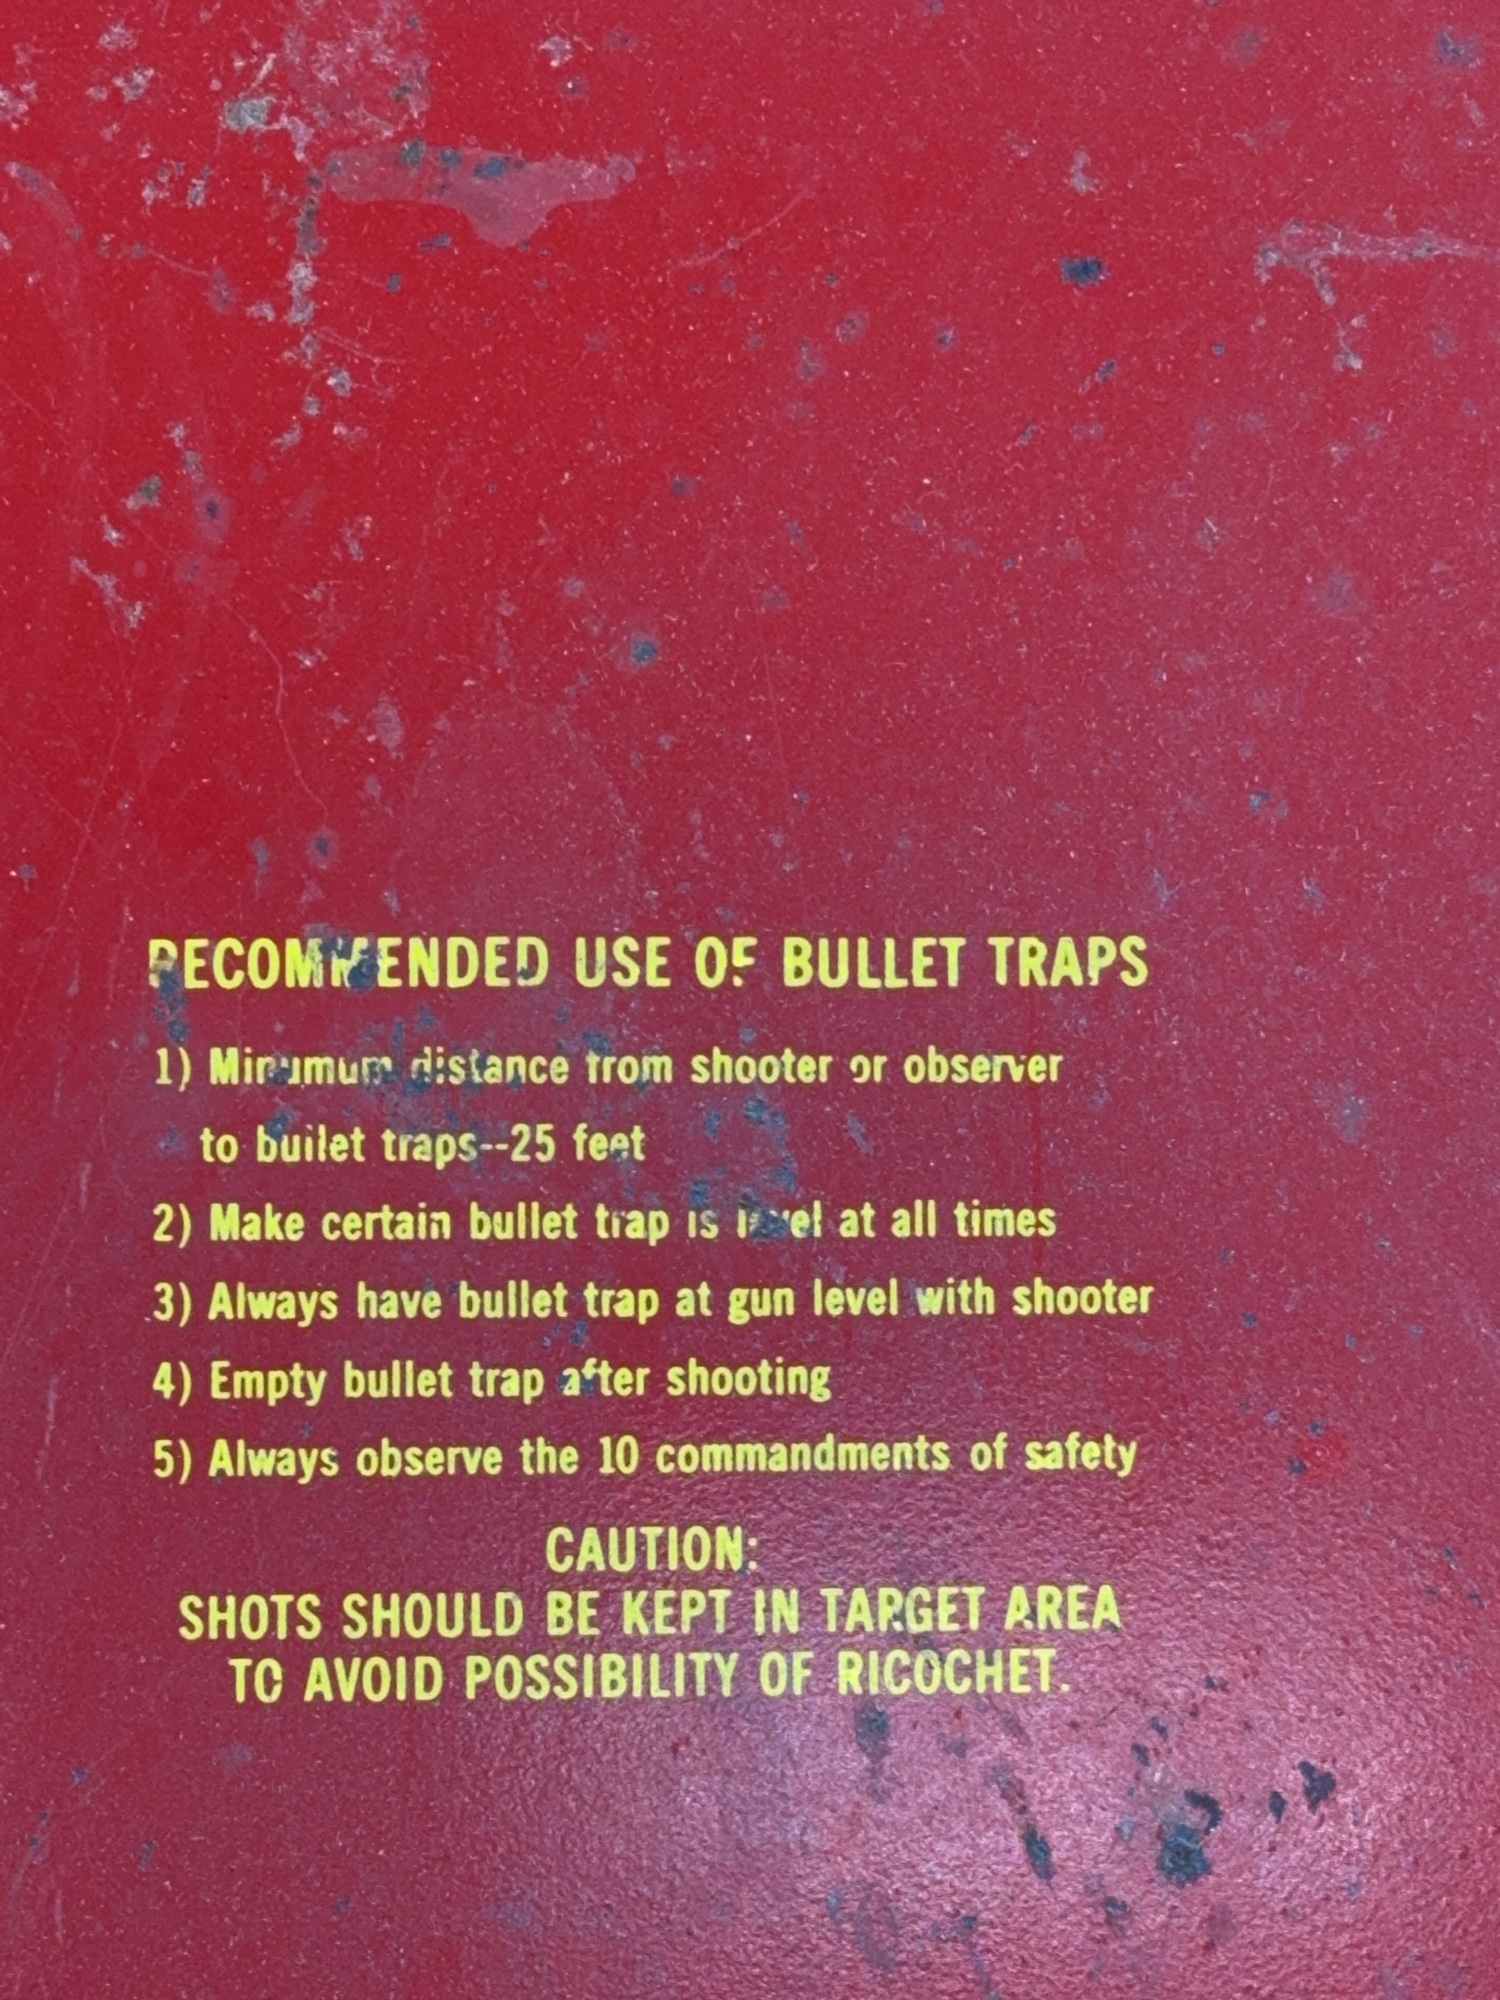 RECOMMENDED USE OF BULLET TRAPS
1) Minumum distance from shooter or observer
to bullet traps--25 feet
2) Make certain bullet trap is level at all times
3) Always have bullet trap at gun level with shooter
4) Empty bullet trap after shooting
5) Always observe the 10 commandments of safety
CAUTION:
SHOTS SHOULD BE KEPT IN TARGET AREA
TO AVOID POSSIBILITY OF RICOCHET.